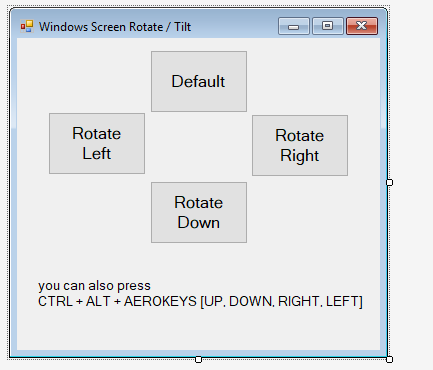 Windows Screen Rotate / Tilt
Default
Rotate
Left
Rotate
Right
Rotate
Down
you can also press
CTRL + ALT + AEROKEYS [UP, DOWN, RIGHT, LEFT]